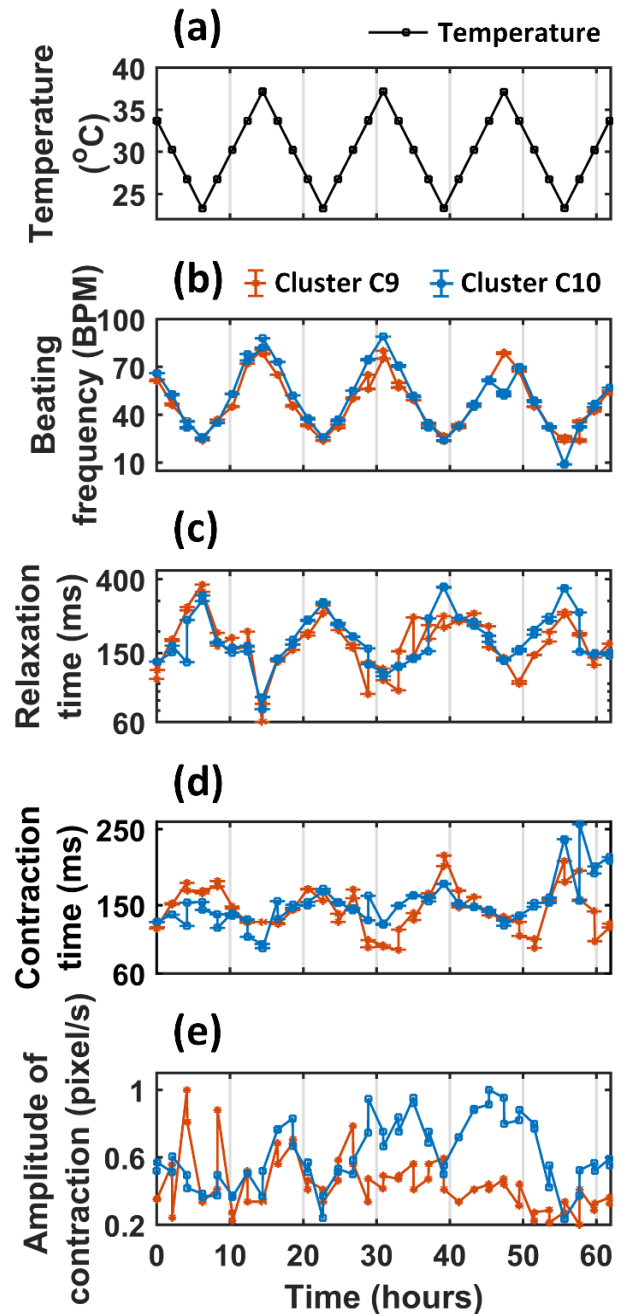 (a)
Temperature
Temperature
(°C)
40
35
30
25
(b)
Cluster C9
Cluster C10
Beating
frequency (BPM)
100
70
40
10
(c)
Relaxation
time (ms)
400
150
60
(d)
Contraction
time (ms)
250
150
60
(e)
Amplitude of
contraction (pixel/s)
1
0.6
0.2
0 10 20 30 40 50 60
Time (hours)